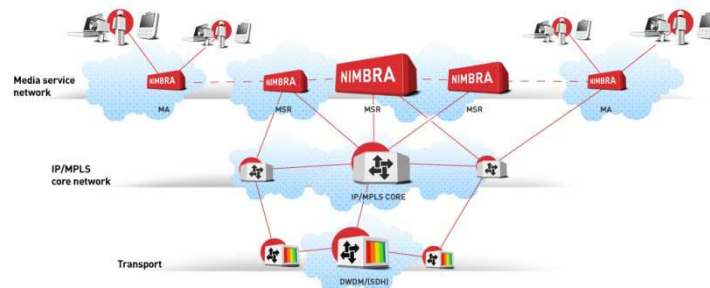 Media service
network
NIMBRA
NIMBRA
NIMBRA
NIMBRA
NIMBRA
MA
MSR
MSR
MSR
MA
IP/MPLS
core network
IP/MPLS CORE
Transport
DWDM/(SDH)